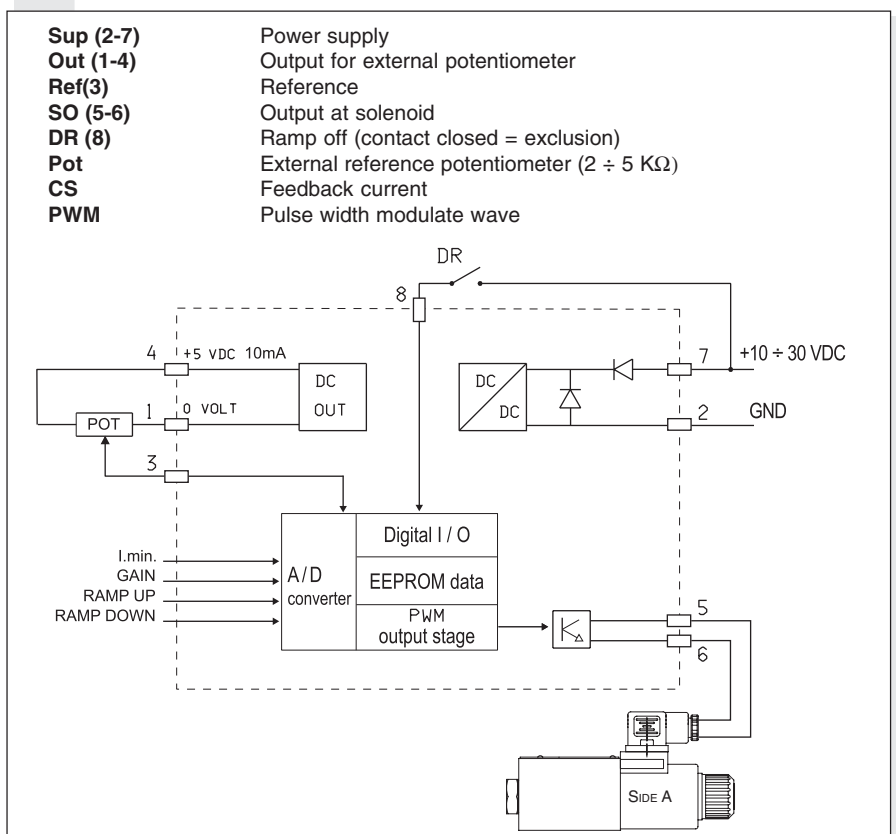 Sup (2-7) Power supply
Out (1-4) Output for external potentiometer
Ref(3) Reference
SO (5-6) Output at solenoid
DR (8) Ramp off (contact closed = exclusion)
Pot External reference potentiometer (2 ÷ 5 KΩ)
CS Feedback current
PWM Pulse width modulate wave
DR
8
4 +5 VDC 10mA
7 +10 ÷ 30 VDC
DC
OUT
DC
DC
1 0 VOLT
POT
2 GND
3
Digital I / O
I.min.
GAIN
RAMP UP
RAMP DOWN
A/D
converter
EEPROM data
PWM
output stage
5
6
SIDE A